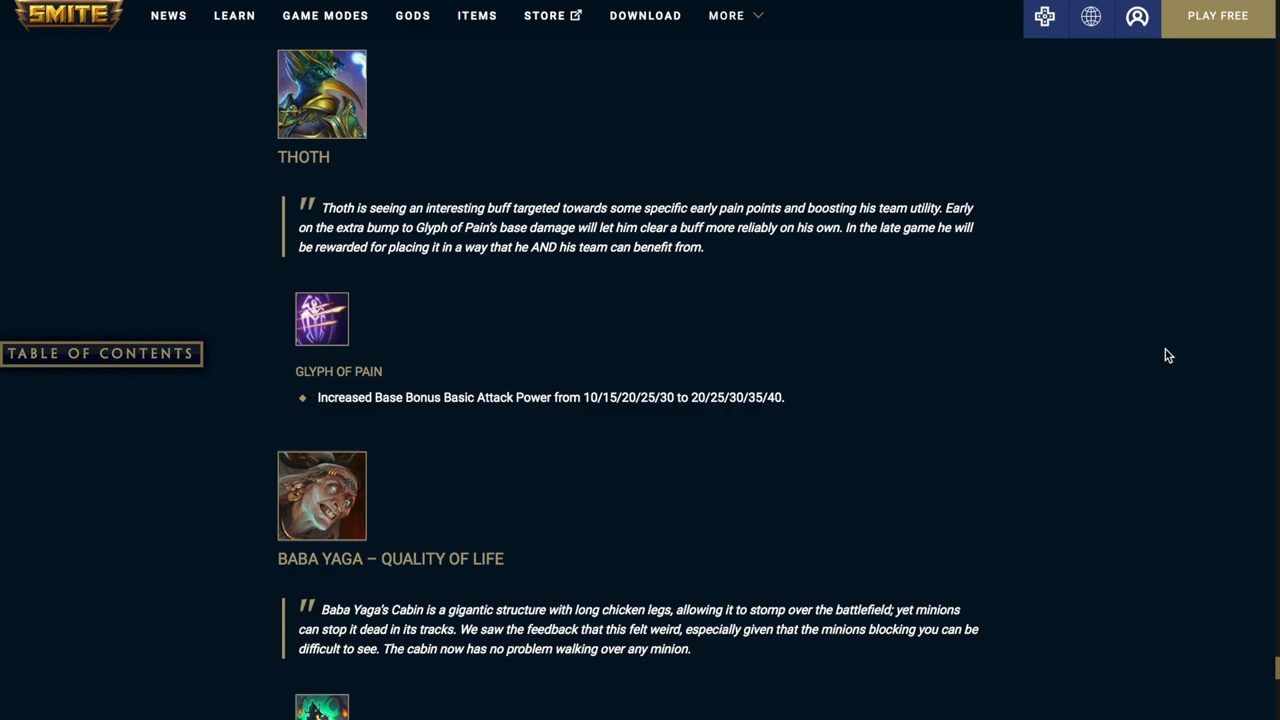 SMITE
NEWS LEARN GAME MODES GODS ITEMS STORE DOWNLOAD MORE PLAY FREE
THOTH
" Thoth is seeing an interesting buff targeted towards some specific early pain points and boosting his team utility. Early
on the extra bump to Glyph of Pain's base damage will let him clear a buff more reliably on his own. In the late game he will
be rewarded for placing it in a way that he AND his team can benefit from.
TABLE OF CONTENTS
GLYPH OF PAIN
◆ Increased Base Bonus Basic Attack Power from 10/15/20/25/30 to 20/25/30/35/40.
BABA YAGA – QUALITY OF LIFE
" Baba Yaga's Cabin is a gigantic structure with long chicken legs, allowing it to stomp over the battlefield; yet minions
can stop it dead in its tracks. We saw the feedback that this felt weird, especially given that the minions blocking you can be
difficult to see. The cabin now has no problem walking over any minion.